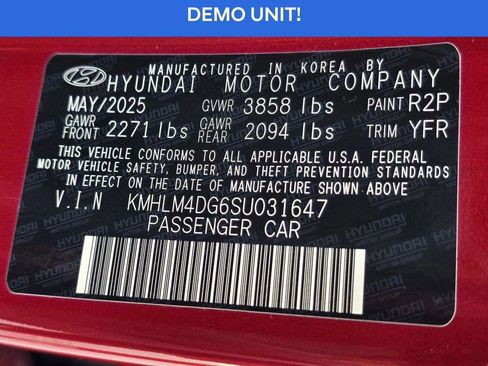 DEMO UNIT!
MANUFACTURED IN KOREA BY
HYUNDAI MOTOR COMPANY
MAY/2025 GVWR 3858 lbs PAINT R2P
GAWR FRONT 2271 lbs GAWR REAR 2094 lbs TRIM YFR
THIS VEHICLE CONFORMS TO ALL APPLICABLE U.S.A. FEDERAL
MOTOR VEHICLE SAFETY, BUMPER, AND THEFT PREVENTION STANDARDS
IN EFFECT ON THE DATE OF MANUFACTURE SHOWN ABOVE.
V.I.N KMHLM4DG6SU031647
PASSENGER CAR